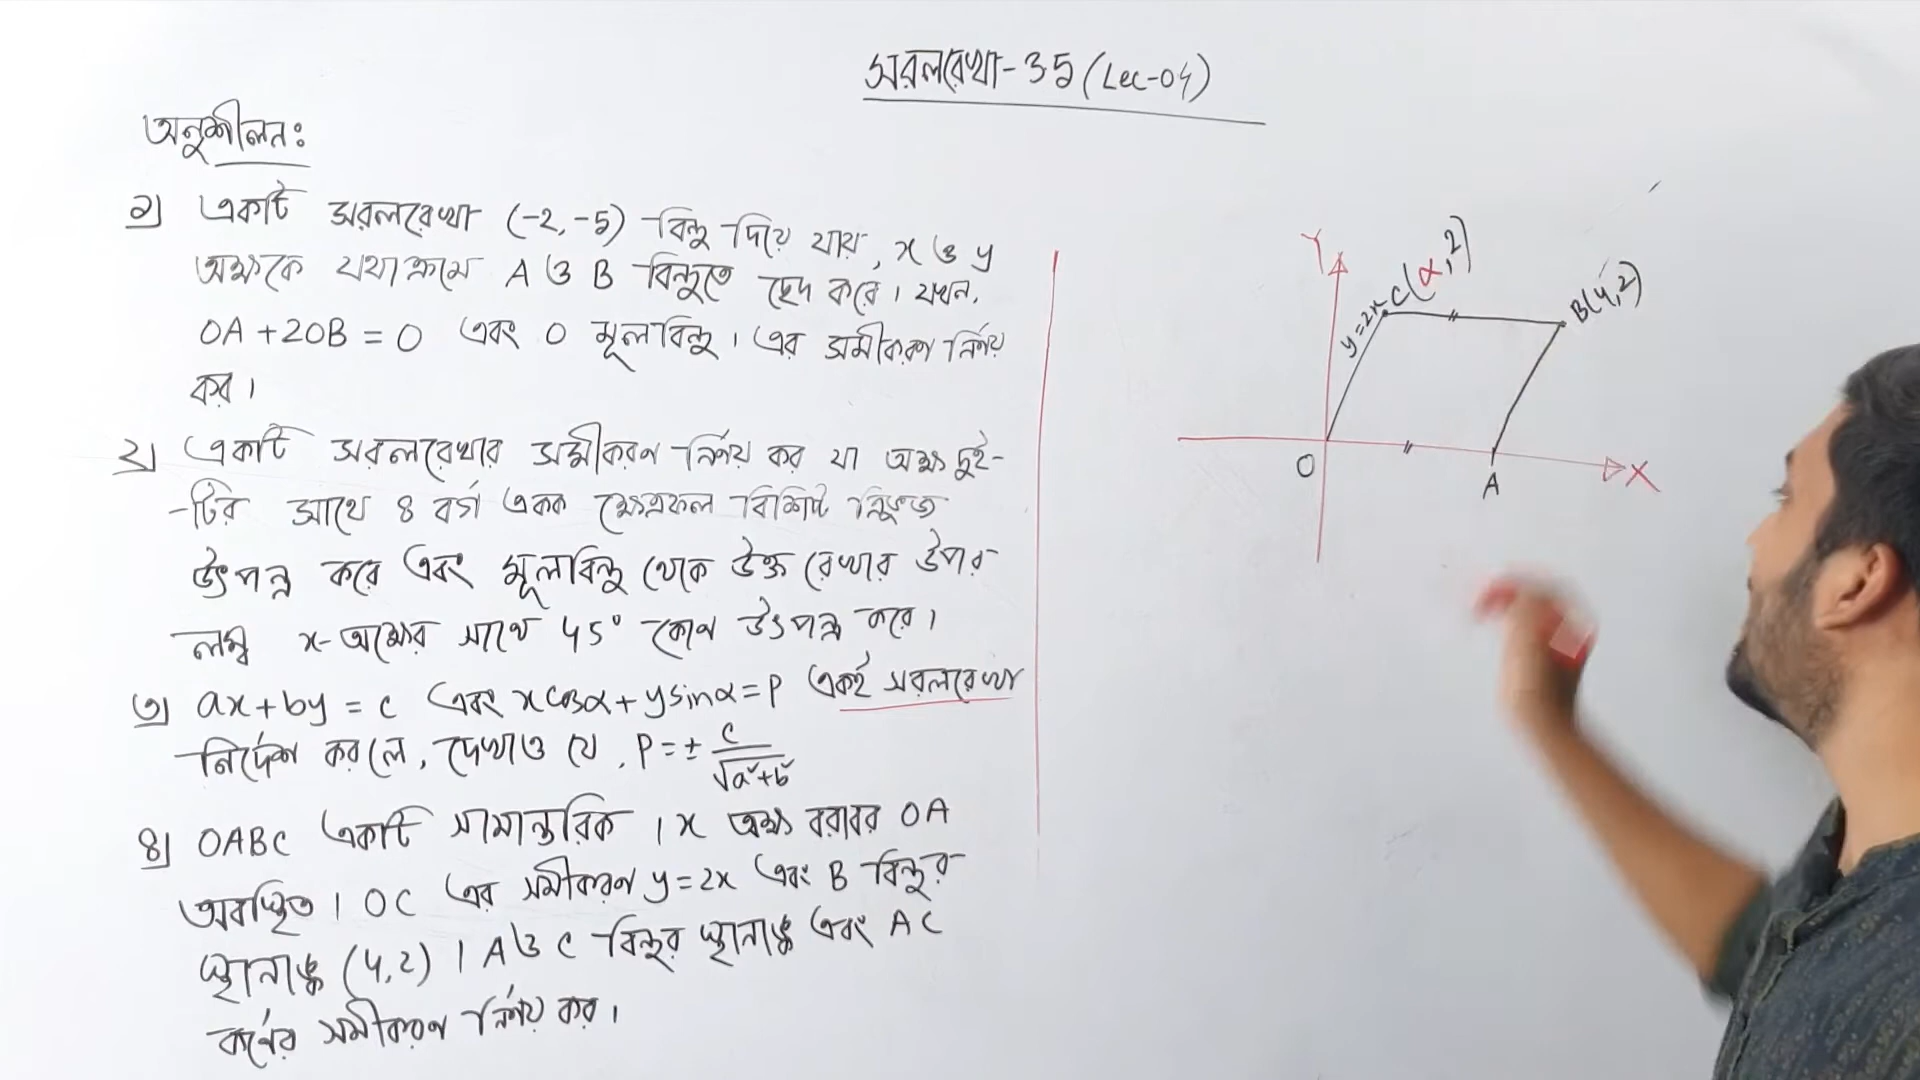 সরলরেখা-35 (Lec-04)
অনুশীলনঃ
১) একটি সরলরেখা (-2,-5) বিন্দু দিয়ে যায়, x ও y
অক্ষকে যথাক্রমে A ও B বিন্দুতে ছেদ করে। যখন,
OA+2OB = 0 এবং O মূলবিন্দু। এর সমীকরণ নির্ণয়
কর।
২) একটি সরলরেখার সমীকরণ নির্ণয় কর যা অক্ষ দুই-
-টির সাথে 8 বর্গ একক ক্ষেত্রফল বিশিষ্ট ত্রিভুজ
উৎপন্ন করে এবং মূলবিন্দু থেকে উক্ত রেখার উপর
লম্ব x-অক্ষের সাথে 45° কোণ উৎপন্ন করে।
৩) ax+by = c এবং xcosα+ysinα=P একই সরলরেখা
নির্দেশ করলে, দেখাও যে, P=± c/√a²+b²
৪) OABC একটি সামান্তরিক। x অক্ষ বরাবর OA
অবস্থিত। OC এর সমীকরণ y=2x এবং B বিন্দুর
স্থানাঙ্ক (4,2)। A ও C বিন্দুর স্থানাঙ্ক এবং AC
কর্ণের সমীকরণ নির্ণয় কর।
Y
C(α,2)
B(4,2)
y=2x
O
A
X